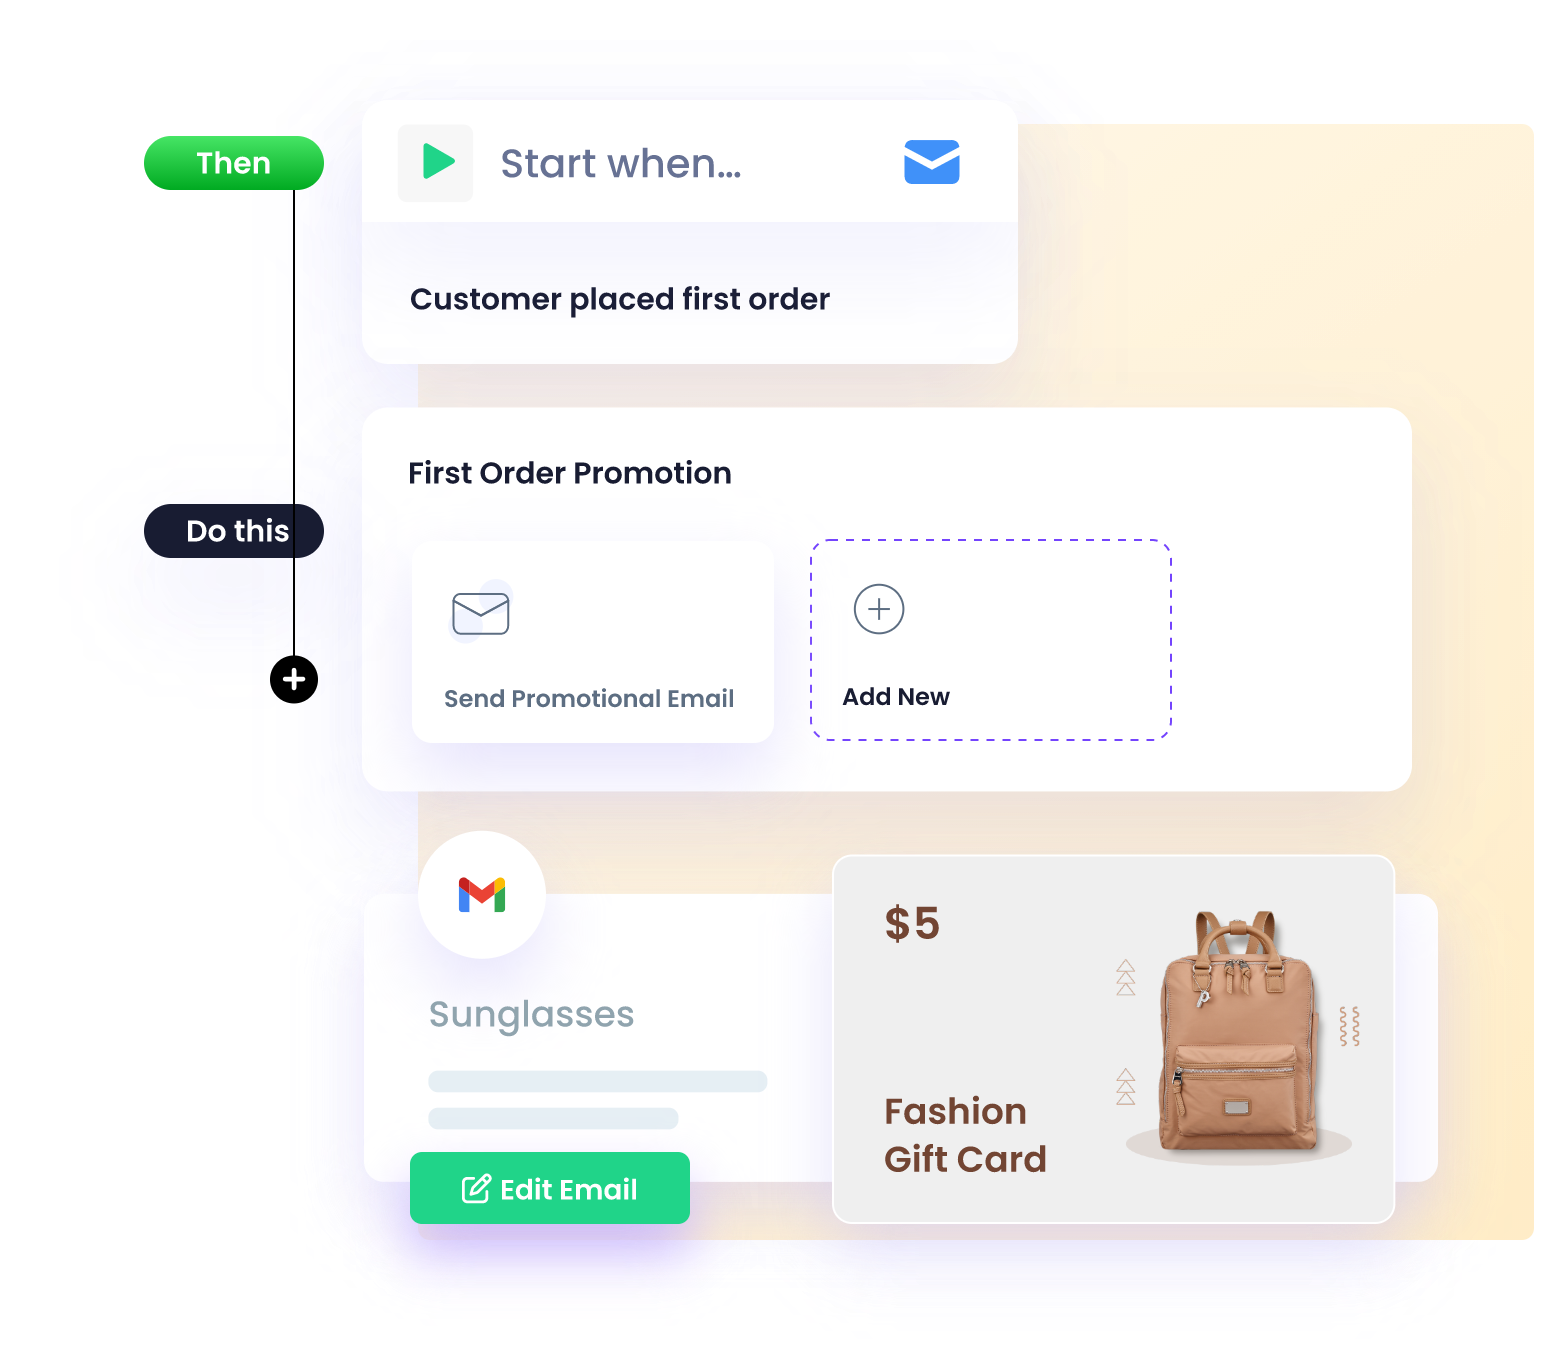 Then
Start when...
Customer placed first order
First Order Promotion
Do this
Send Promotional Email
Add New
$5
Sunglasses
Fashion
Gift Card
Edit Email